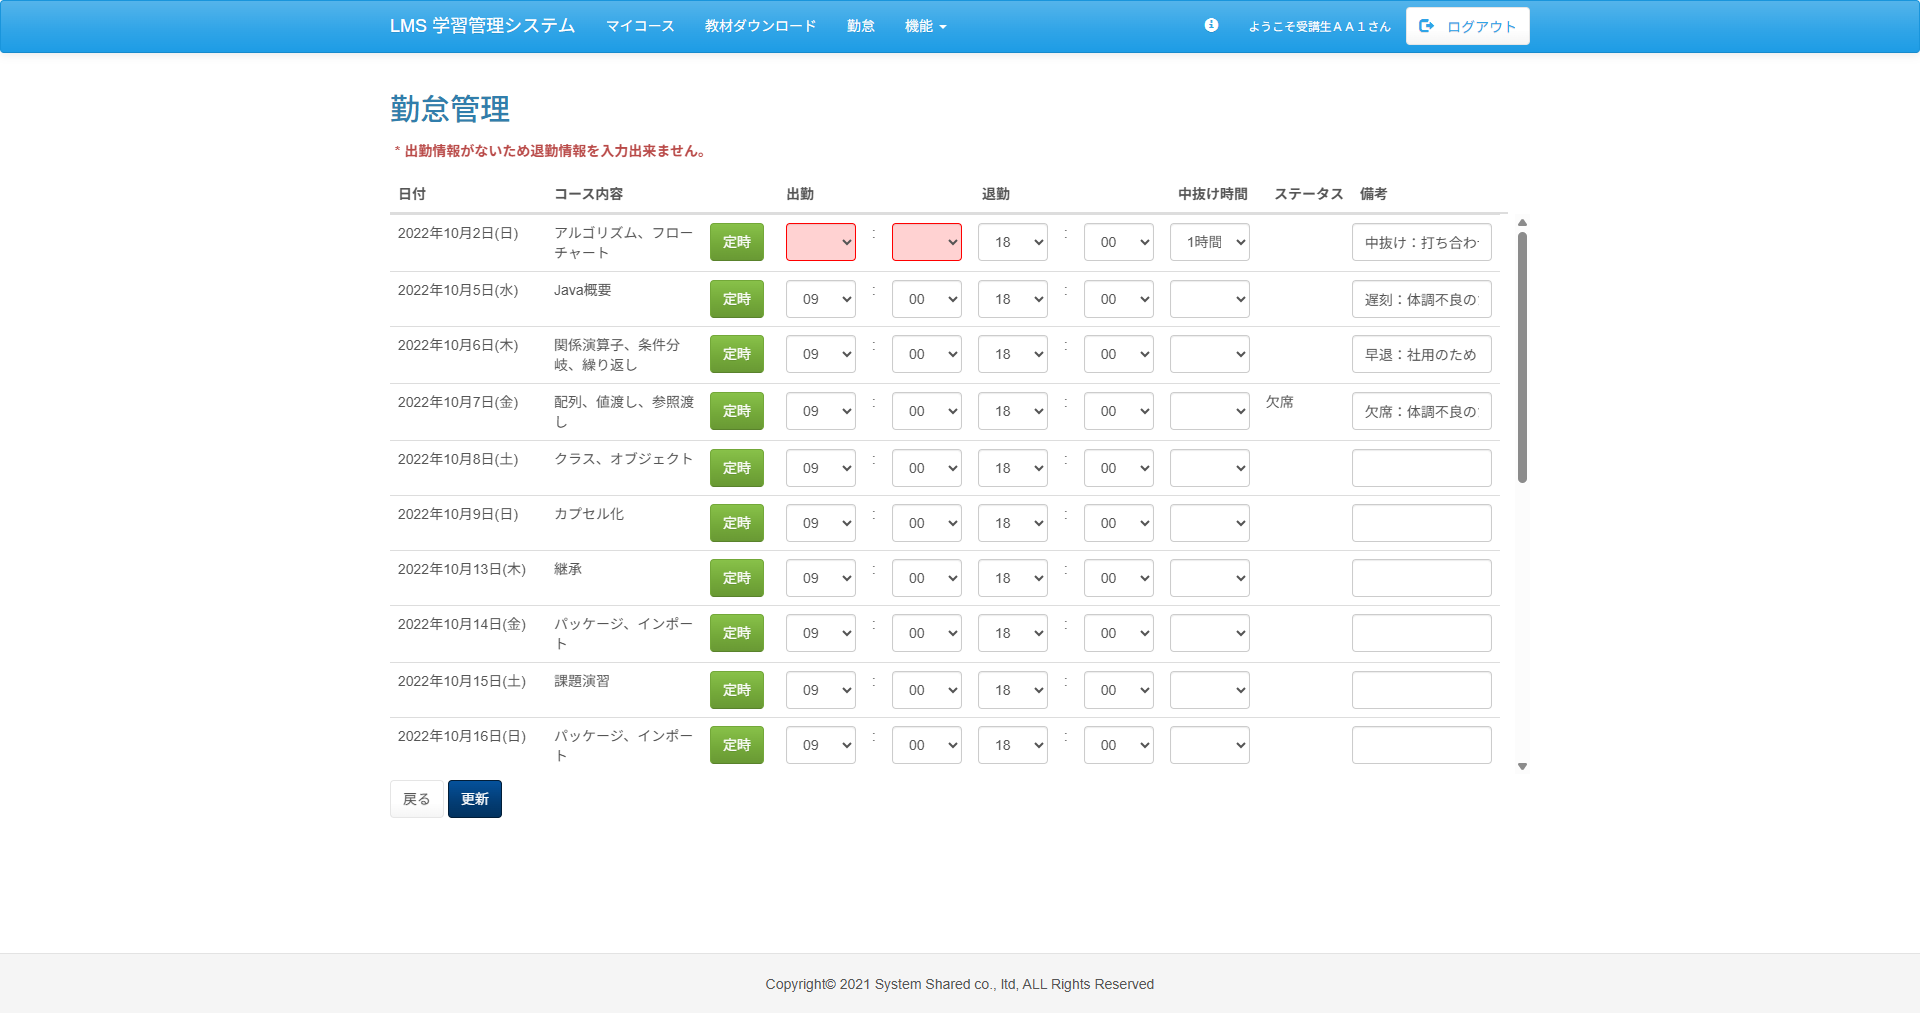 LMS 学習管理システム マイコース 教材ダウンロード 勤怠 機能 ようこそ受講生ＡＡ１さん ログアウト
勤怠管理
* 出勤情報がないため退勤情報を入力出来ません。
日付 コース内容 出勤 退勤 中抜け時間 ステータス 備考
2022年10月2日(日) アルゴリズム、フロー
チャート 定時 : 18 : 00 1時間 中抜け：打ち合わ
2022年10月5日(水) Java概要 定時 09 : 00 18 : 00 遅刻：体調不良の
2022年10月6日(木) 関係演算子、条件分
岐、繰り返し 定時 09 : 00 18 : 00 早退：社用のため
2022年10月7日(金) 配列、値渡し、参照渡
し 定時 09 : 00 18 : 00 欠席 欠席：体調不良の
2022年10月8日(土) クラス、オブジェクト 定時 09 : 00 18 : 00
2022年10月9日(日) カプセル化 定時 09 : 00 18 : 00
2022年10月13日(木) 継承 定時 09 : 00 18 : 00
2022年10月14日(金) パッケージ、インポー
ト 定時 09 : 00 18 : 00
2022年10月15日(土) 課題演習 定時 09 : 00 18 : 00
2022年10月16日(日) パッケージ、インポー
ト 定時 09 : 00 18 : 00
戻る 更新
Copyright© 2021 System Shared co., ltd, ALL Rights Reserved